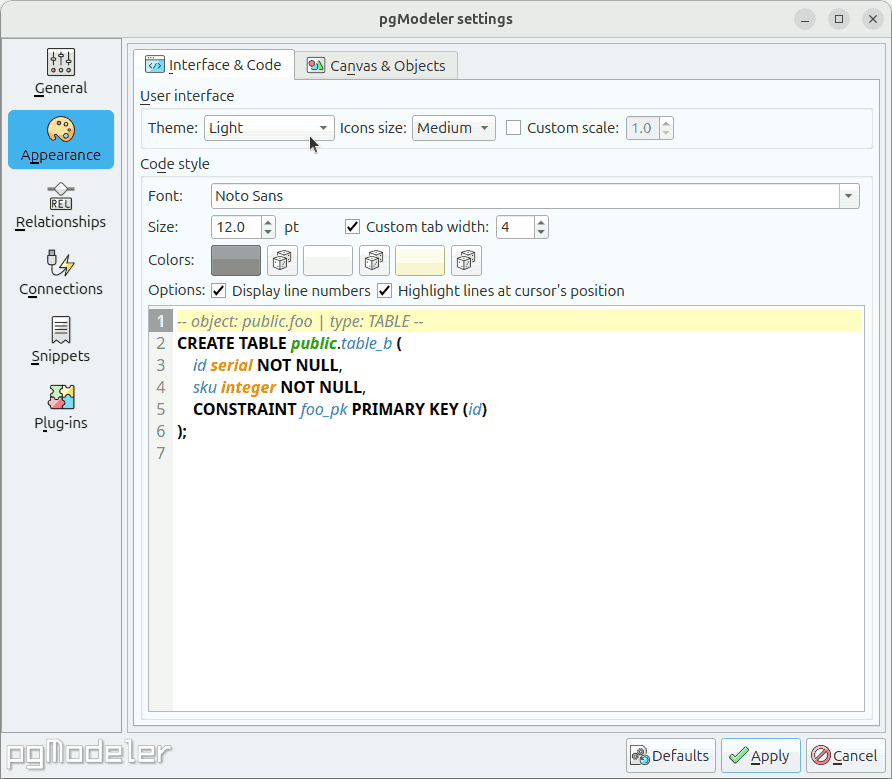 pgModeler settings
General
Appearance
REL
Relationships
Connections
Snippets
Plug-ins
Interface & Code
Canvas & Objects
User interface
Theme: Light Icons size: Medium Custom scale: 1.0
Code style
Font: Noto Sans
Size: 12.0 pt Custom tab width: 4
Colors:
Options: Display line numbers Highlight lines at cursor's position
1 -- object: public.foo | type: TABLE --
2 CREATE TABLE public.table_b (
3 id serial NOT NULL,
4 sku integer NOT NULL,
5 CONSTRAINT foo_pk PRIMARY KEY (id)
6 );
7
pgModeler
Defaults Apply Cancel